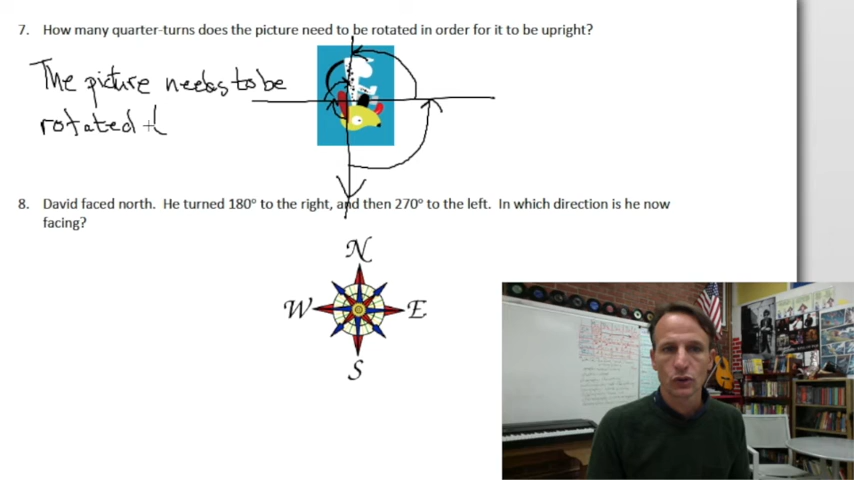 7. How many quarter-turns does the picture need to be rotated in order for it to be upright?
The picture needs to be
rotated t
8. David faced north. He turned 180° to the right, and then 270° to the left. In which direction is he now
facing?
N
W E
S